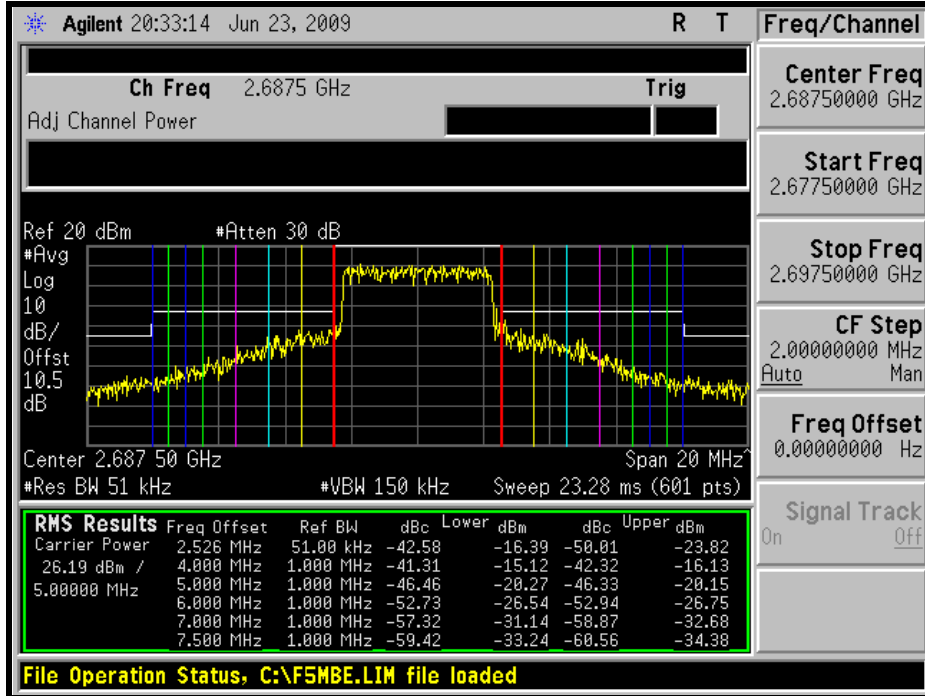 Agilent 20:33:14 Jun 23, 2009 R T
Freq/Channel
Ch Freq 2.6875 GHz Trig
Adj Channel Power
Center Freq
2.68750000 GHz
Start Freq
2.67750000 GHz
Stop Freq
2.69750000 GHz
CF Step
2.00000000 MHz
Auto Man
Freq Offset
0.00000000 Hz
Signal Track
On Off
Ref 20 dBm #Atten 30 dB
#Avg
Log
10
dB/
Offst
10.5
dB
Center 2.687 50 GHz Span 20 MHz^
#Res BW 51 kHz #VBW 150 kHz Sweep 23.28 ms (601 pts)
RMS Results Freq Offset Ref BW dBc Lower dBm dBc Upper dBm
Carrier Power 2.526 MHz 51.00 kHz -42.58 -16.39 -50.01 -23.82
26.19 dBm / 4.000 MHz 1.000 MHz -41.31 -15.12 -42.32 -16.13
5.00000 MHz 5.000 MHz 1.000 MHz -46.46 -20.27 -46.33 -20.15
6.000 MHz 1.000 MHz -52.73 -26.54 -52.94 -26.75
7.000 MHz 1.000 MHz -57.32 -31.14 -58.87 -32.68
7.500 MHz 1.000 MHz -59.42 -33.24 -60.56 -34.38
File Operation Status, C:\F5MBE.LIM file loaded